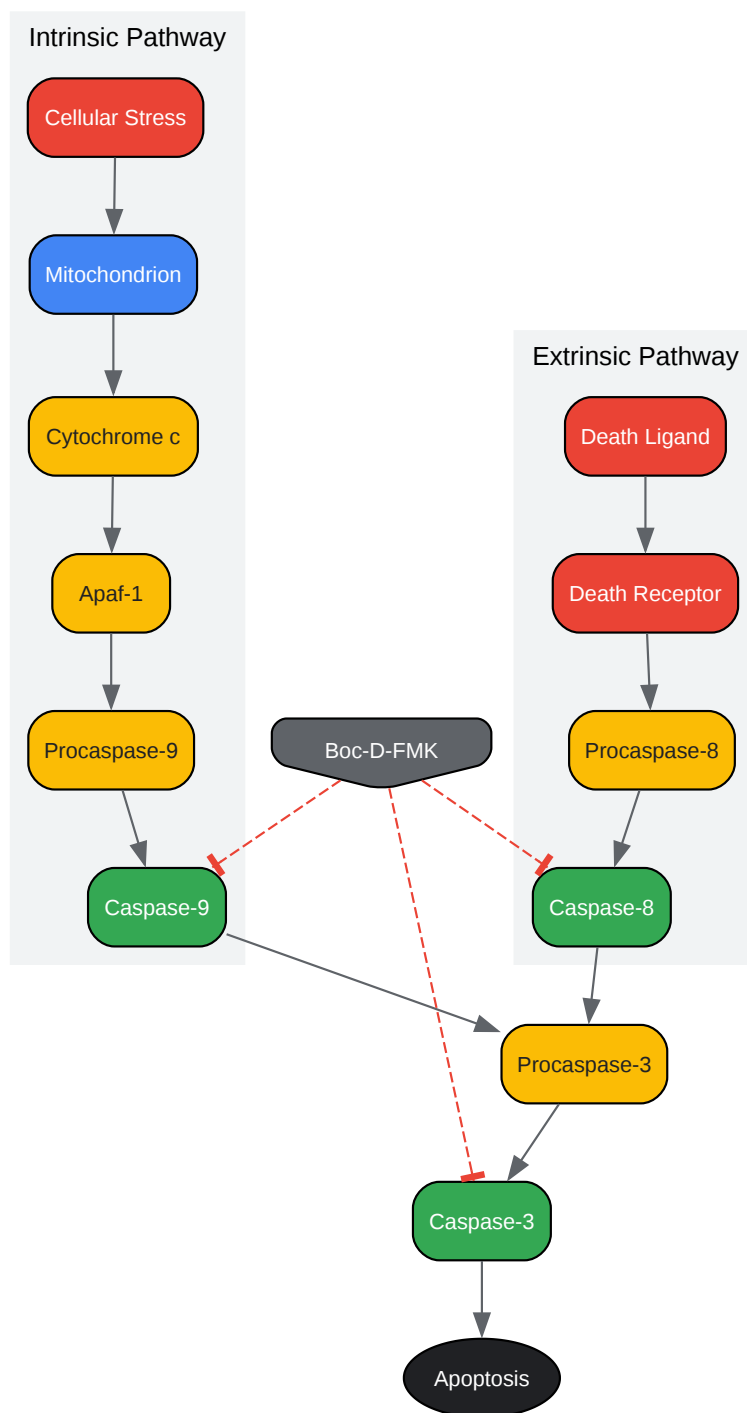 Intrinsic Pathway
Cellular Stress
Mitochondrion
Extrinsic Pathway
Cytochrome c
Death Ligand
Apaf-1
Death Receptor
Procaspase-9
Boc-D-FMK
Procaspase-8
Caspase-9
Caspase-8
Procaspase-3
Caspase-3
Apoptosis